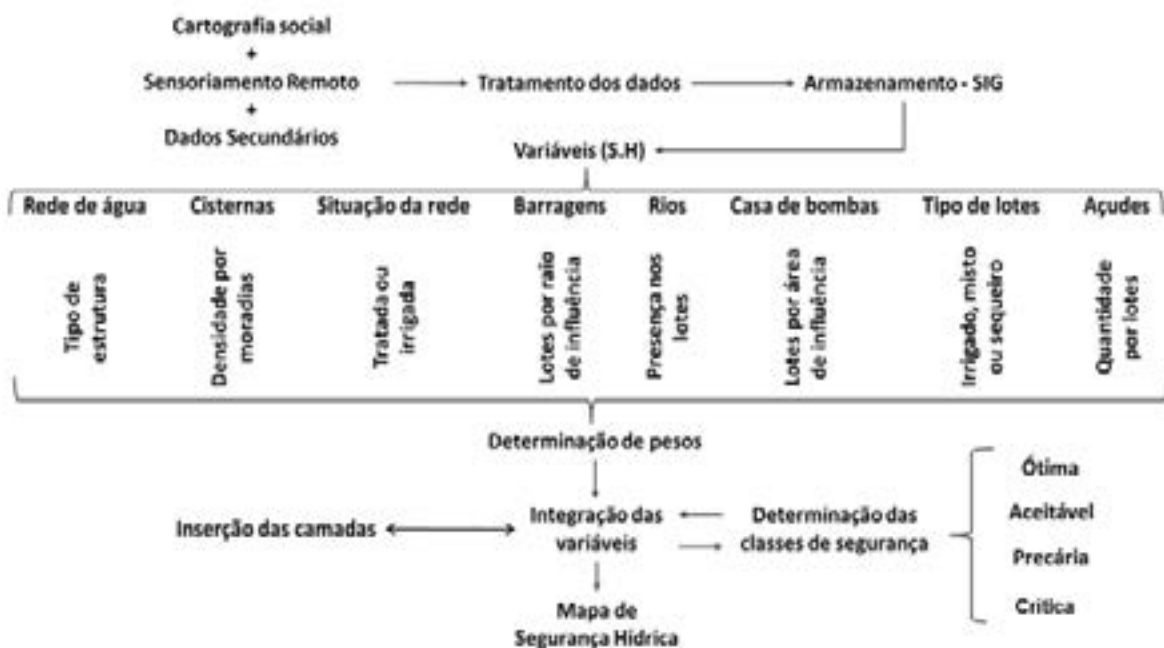 Cartografia social
+
Sensoriamento Remoto
Tratamento dos dados
Armazenamento - SIG
+
Dados Secundários
Variáveis (S.H)
Rede de água
Cisternas
Situação da rede
Barragens
Rios
Casa de bombas
Tipo de lotes
Açudes
Tipo de
estrutura
Densidade por
moradias
Tratada ou
irrigada
Lotes por raio
de influência
Presença nos
lotes
Lotes por área
de influência
Irrigado, misto
ou sequeiro
Quantidade
por lotes
Determinação de pesos
Inserção das camadas
Integração das
variáveis
Determinação das
classes de segurança
Ótima
Aceitável
Precária
Crítica
Mapa de
Segurança Hídrica